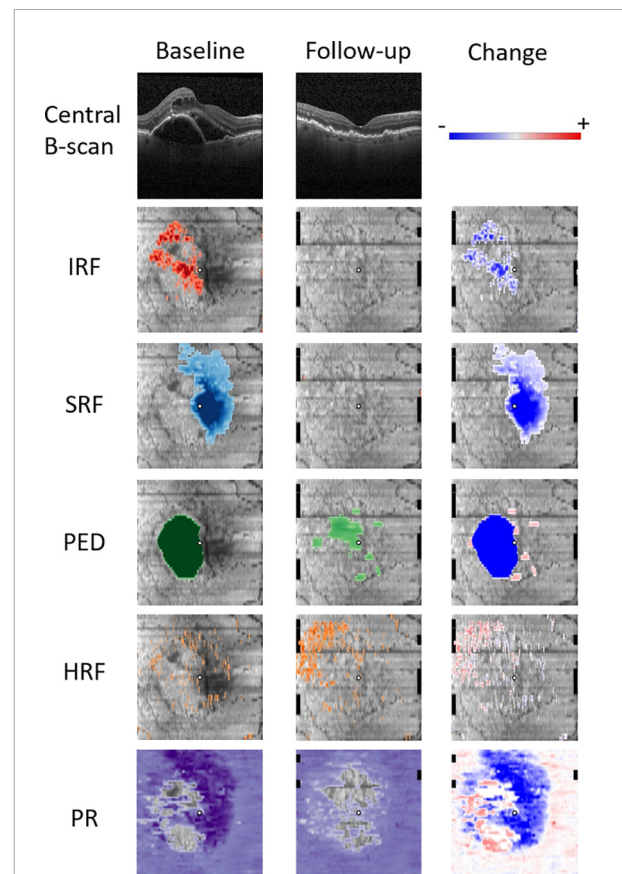 Baseline Follow-up Change
Central
B-scan
- +
IRF
SRF
PED
HRF
PR